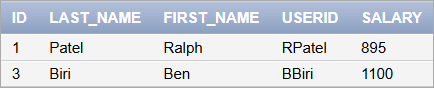 ID LAST_NAME FIRST_NAME USERID SALARY
1 Patel Ralph RPatel 895
3 Biri Ben BBiri 1100